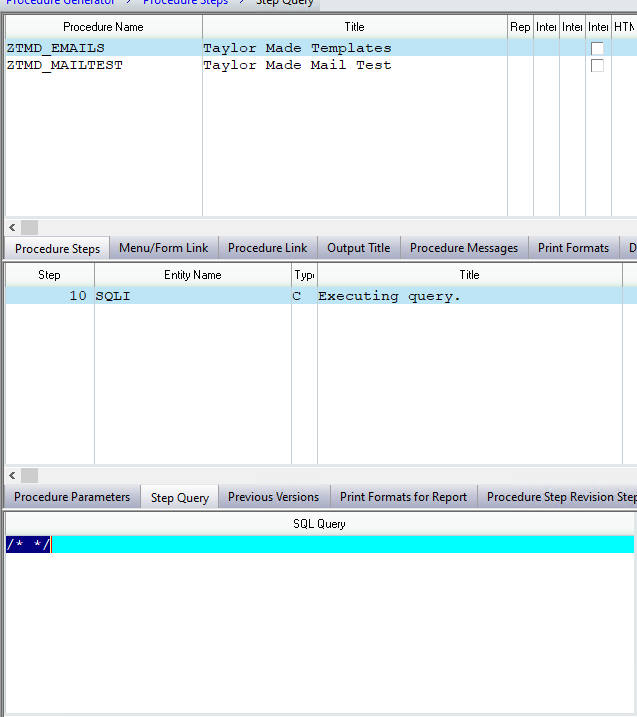 Procedure Generator > Procedure Steps > Step Query
Procedure Name Title Rep Inter Inter Inter HTM
ZTMD_EMAILS Taylor Made Templates
ZTMD_MAILTEST Taylor Made Mail Test
Procedure Steps Menu/Form Link Procedure Link Output Title Procedure Messages Print Formats D
Step Entity Name Type Title
10 SQLI C Executing query.
Procedure Parameters Step Query Previous Versions Print Formats for Report Procedure Step Revision Step
SQL Query
/* */